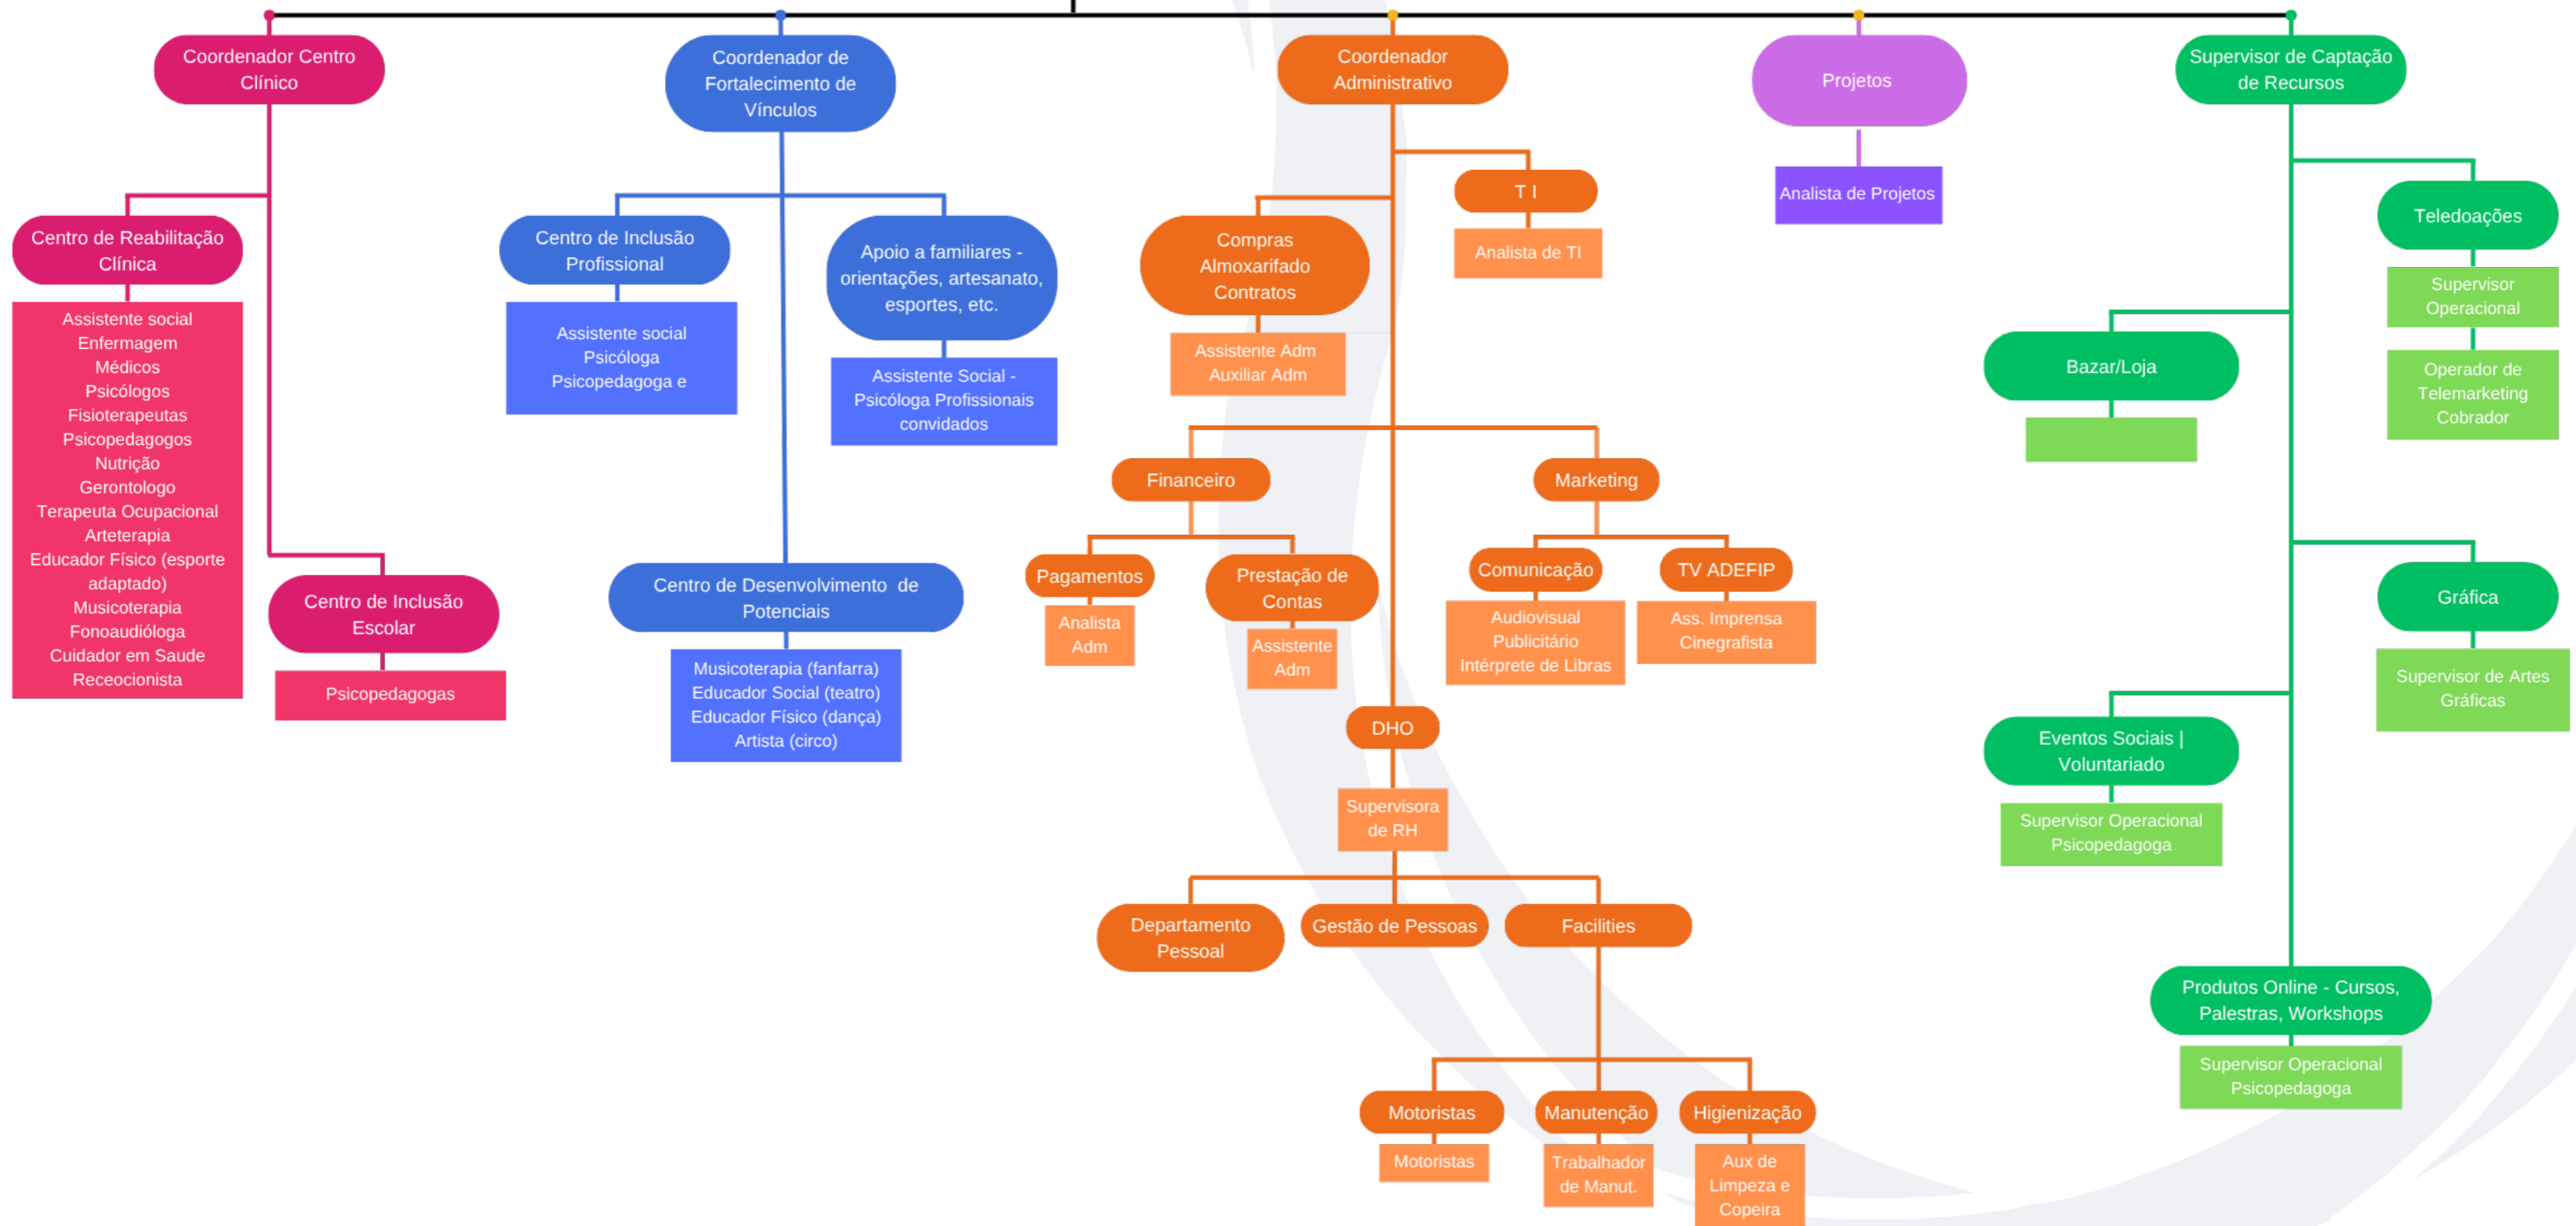 Coordenador Centro
Clínico
Centro de Reabilitação
Clínica
Assistente social
Enfermagem
Médicos
Psicólogos
Fisioterapeutas
Psicopedagogos
Nutrição
Gerontologo
Terapeuta Ocupacional
Arteterapia
Educador Físico (esporte
adaptado)
Musicoterapia
Fonoaudióloga
Cuidador em Saude
Receocionista
Centro de Inclusão
Escolar
Psicopedagogas
Coordenador de
Fortalecimento de
Vínculos
Centro de Inclusão
Profissional
Assistente social
Psicóloga
Psicopedagoga e
Apoio a familiares -
orientações, artesanato,
esportes, etc.
Assistente Social -
Psicóloga Profissionais
convidados
Centro de Desenvolvimento de
Potenciais
Musicoterapia (fanfarra)
Educador Social (teatro)
Educador Físico (dança)
Artista (circo)
Coordenador
Administrativo
T I
Analista de TI
Compras
Almoxarifado
Contratos
Assistente Adm
Auxiliar Adm
Financeiro
Pagamentos
Analista
Adm
Prestação de
Contas
Assistente
Adm
Marketing
Comunicação
Audiovisual
Publicitário
Intérprete de Libras
TV ADEFIP
Ass. Imprensa
Cinegrafista
DHO
Supervisora
de RH
Departamento
Pessoal
Gestão de Pessoas
Facilities
Motoristas
Motoristas
Manutenção
Trabalhador
de Manut.
Higienização
Aux de
Limpeza e
Copeira
Projetos
Analista de Projetos
Supervisor de Captação
de Recursos
Teledoações
Supervisor
Operacional
Operador de
Telemarketing
Cobrador
Bazar/Loja
Gráfica
Supervisor de Artes
Gráficas
Eventos Sociais |
Voluntariado
Supervisor Operacional
Psicopedagoga
Produtos Online - Cursos,
Palestras, Workshops
Supervisor Operacional
Psicopedagoga